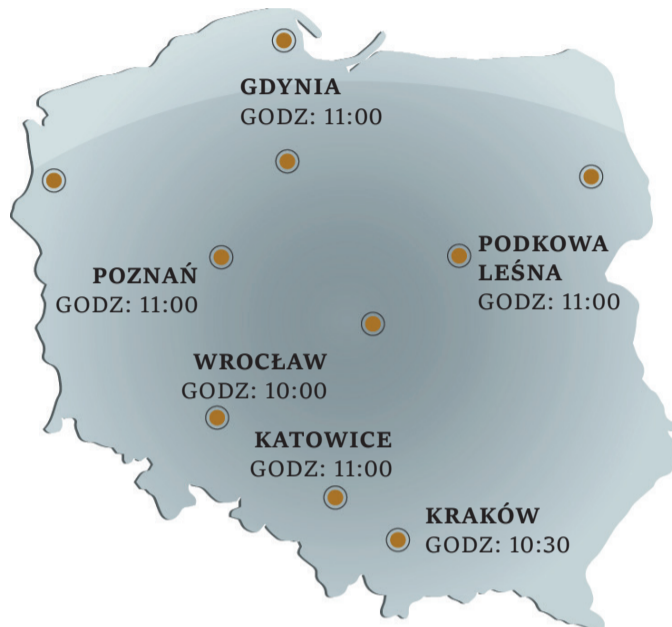 GDYNIA
GODZ: 11:00
PODKOWA
LEŚNA
GODZ: 11:00
POZNAŃ
GODZ: 11:00
WROCŁAW
GODZ: 10:00
KATOWICE
GODZ: 11:00
KRAKÓW
GODZ: 10:30